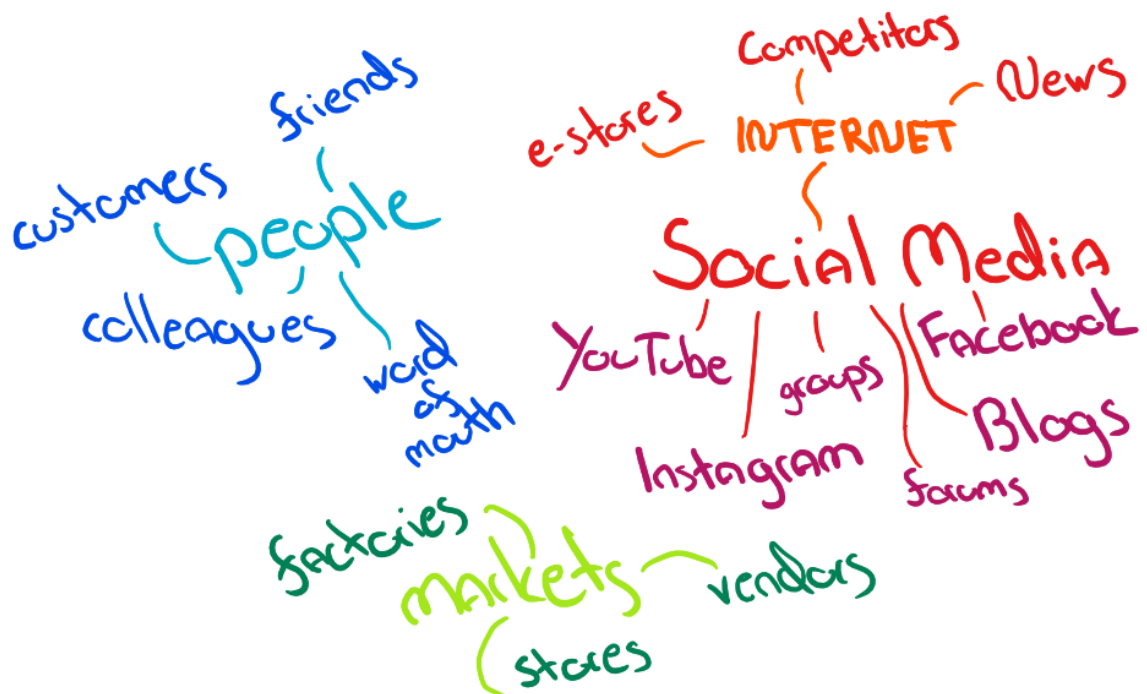 friends
customers
people
colleagues
word
of
mouth
Competitors
News
e-stores
INTERNET
Social Media
YouTube
groups
Facebook
Instagram
Blogs
forums
factories
markets
vendors
stores